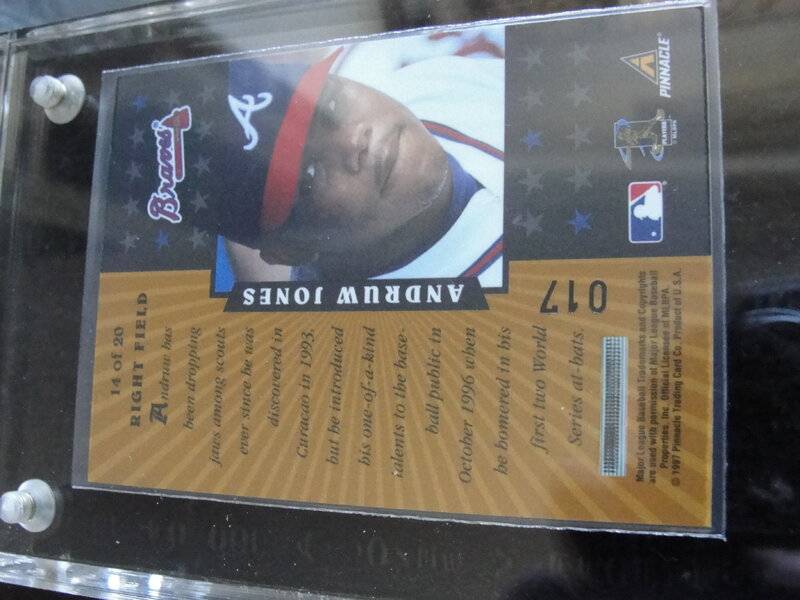 14 of 20
RIGHT FIELD
Andruw has
been dropping
jaws among scouts
ever since he was
discovered in
Curacao in 1993,
but he introduced
his one-of-a-kind
talents to the base-
ball public in
October 1996 when
he homered in his
first two World
Series at-bats.
Braves
A
ANDRUW JONES
017
PINNACLE
PLAYERS
MLBPA
Major League Baseball Trademarks and Copyrights
are used with permission of Major League Baseball
Properties, Inc. Official Licensee of MLBPA
© 1997 Pinnacle Trading Card Co. Product of U.S.A.